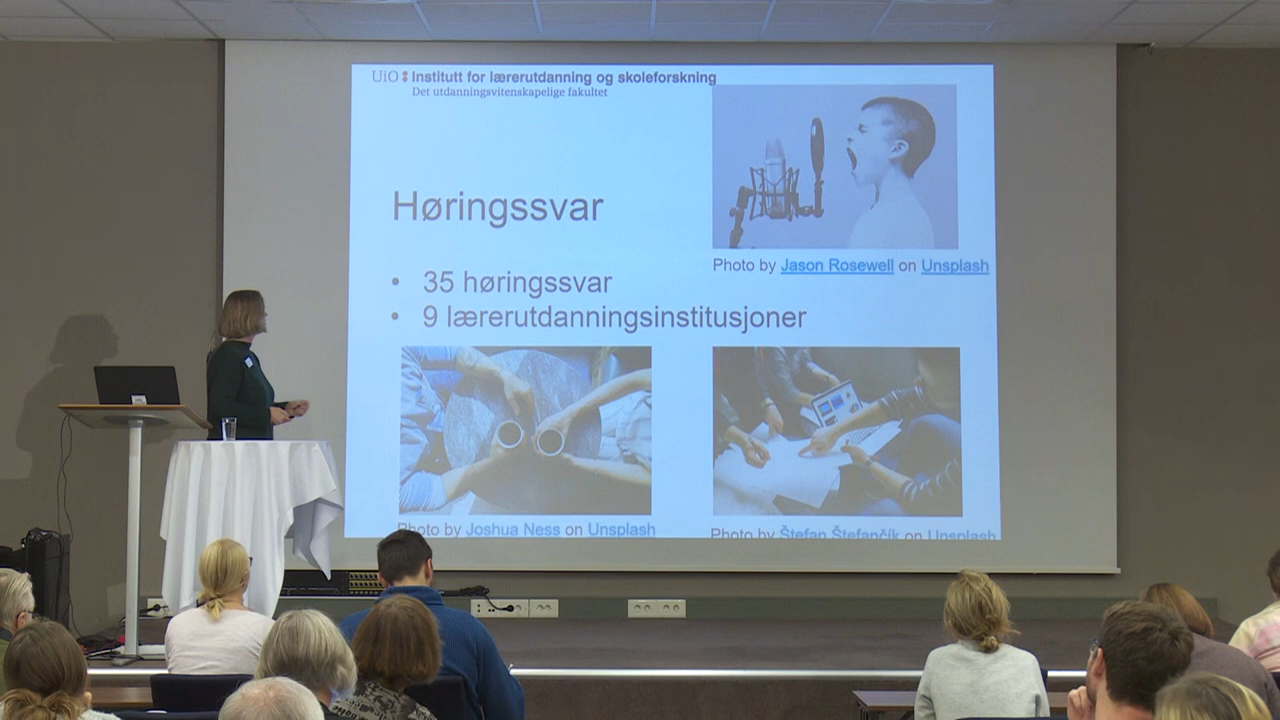 UiO Institutt for lærerutdanning og skoleforskning
Det utdanningsvitenskapelige fakultet
Høringssvar
Photo by Jason Rosewell on Unsplash
• 35 høringssvar
• 9 lærerutdanningsinstitusjoner
Photo by Joshua Ness on Unsplash
Photo by Štefan Štefančík on Unsplash